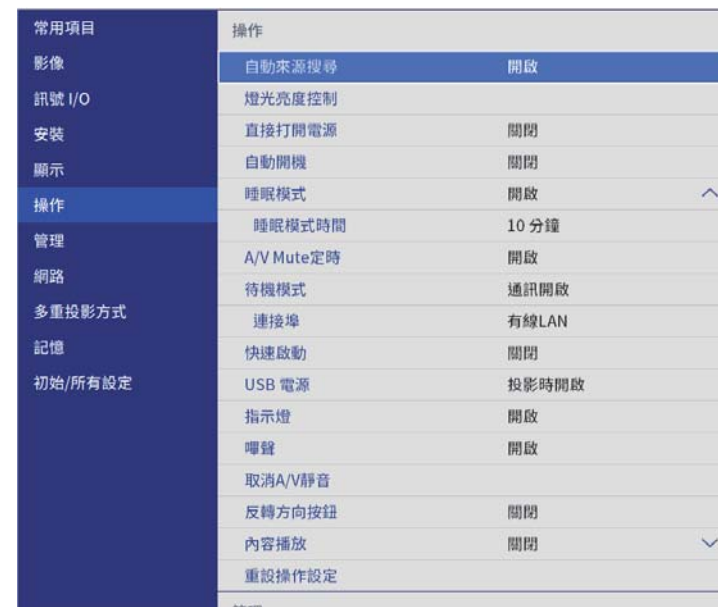 常用項目
影像
訊號 I/O
安裝
顯示
操作
管理
網路
多重投影方式
記憶
初始/所有設定
操作
自動來源搜尋 開啟
燈光亮度控制
直接打開電源 關閉
自動開機 關閉
睡眠模式 開啟
睡眠模式時間 10 分鐘
A/V Mute定時 開啟
待機模式 通訊開啟
連接埠 有線LAN
快速啟動 關閉
USB 電源 投影時開啟
指示燈 開啟
嗶聲 開啟
取消A/V靜音
反轉方向按鈕 關閉
內容播放 關閉
重設操作設定